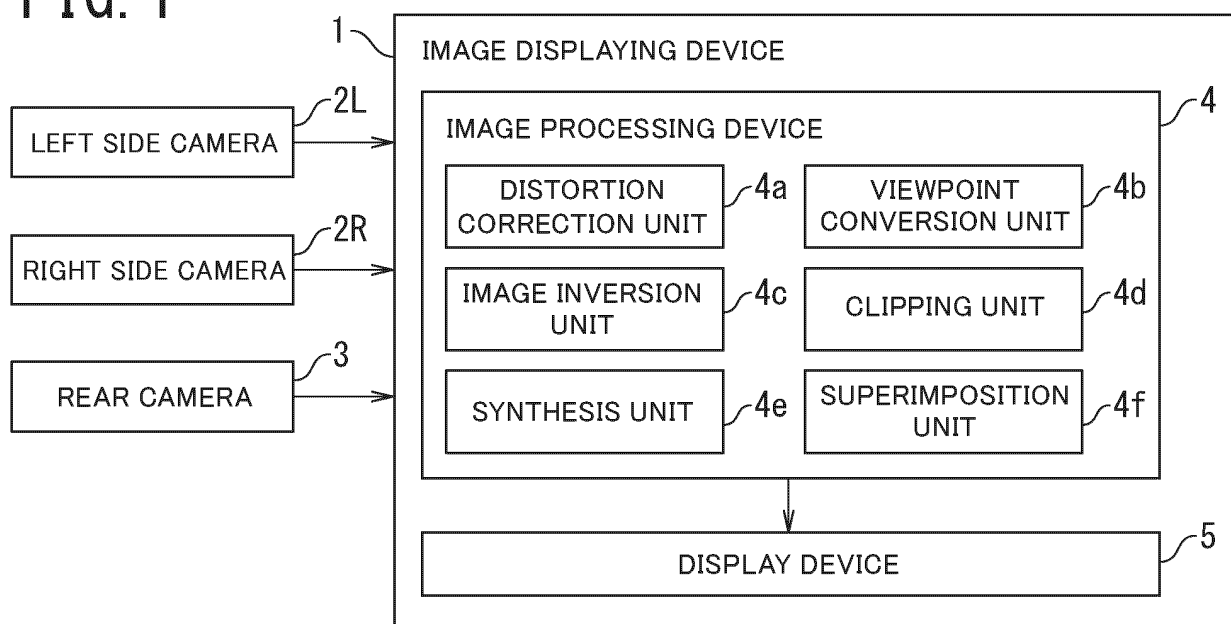 FIG. 1
1
IMAGE DISPLAYING DEVICE
2L
LEFT SIDE CAMERA
4
IMAGE PROCESSING DEVICE
DISTORTION
CORRECTION UNIT
4a
VIEWPOINT
CONVERSION UNIT
4b
2R
RIGHT SIDE CAMERA
IMAGE INVERSION
UNIT
4c
CLIPPING UNIT
4d
3
REAR CAMERA
SYNTHESIS UNIT
4e
SUPERIMPOSITION
UNIT
4f
DISPLAY DEVICE
5